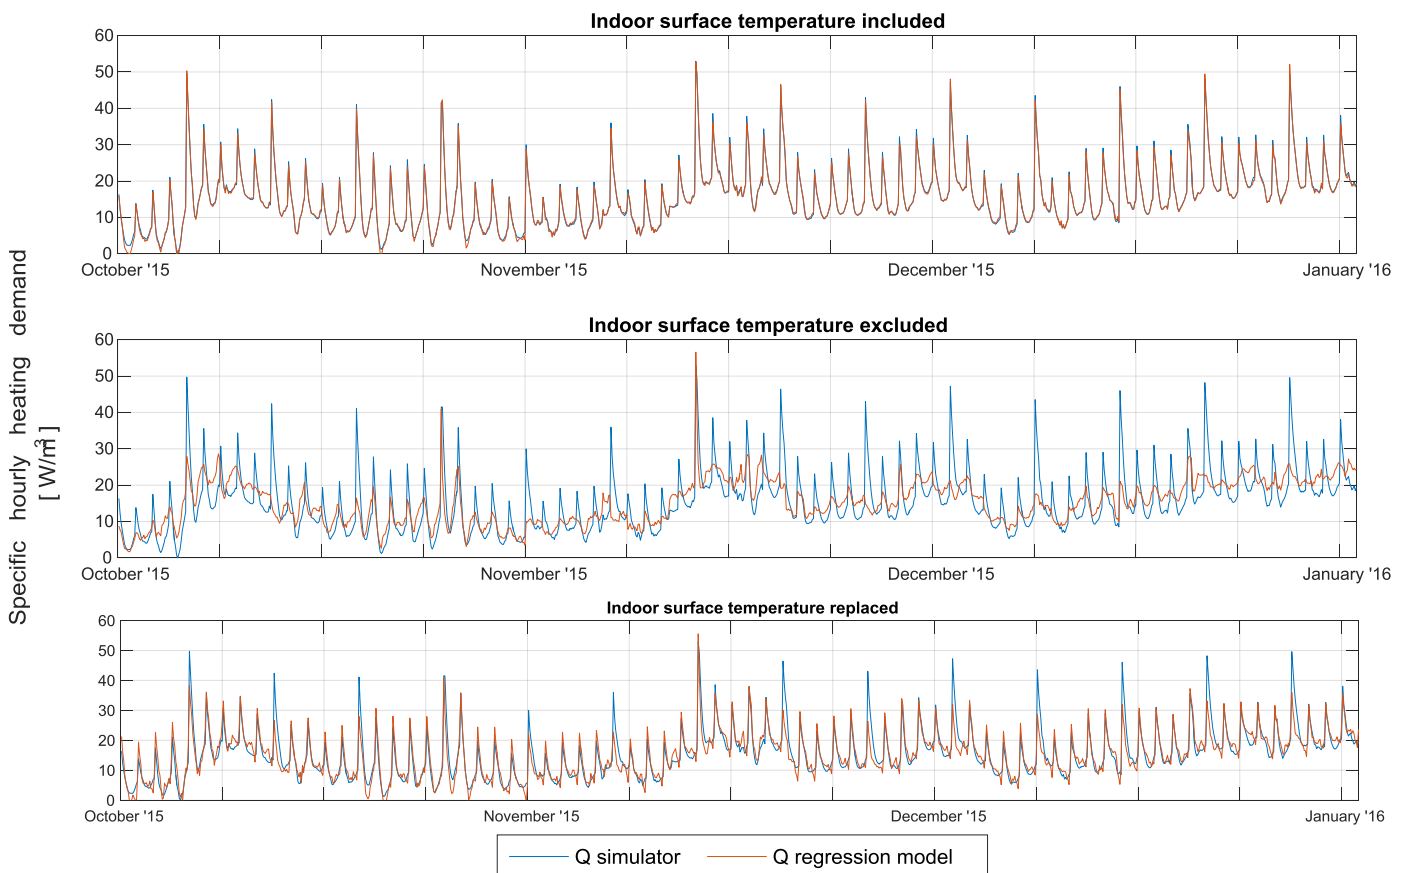 Specific hourly heating demand
[ W/m³ ]
Indoor surface temperature included
60
50
40
30
20
10
0
October '15 November '15 December '15 January '16
Indoor surface temperature excluded
60
50
40
30
20
10
0
October '15 November '15 December '15 January '16
Indoor surface temperature replaced
60
50
40
30
20
10
0
October '15 November '15 December '15 January '16
Q simulator Q regression model